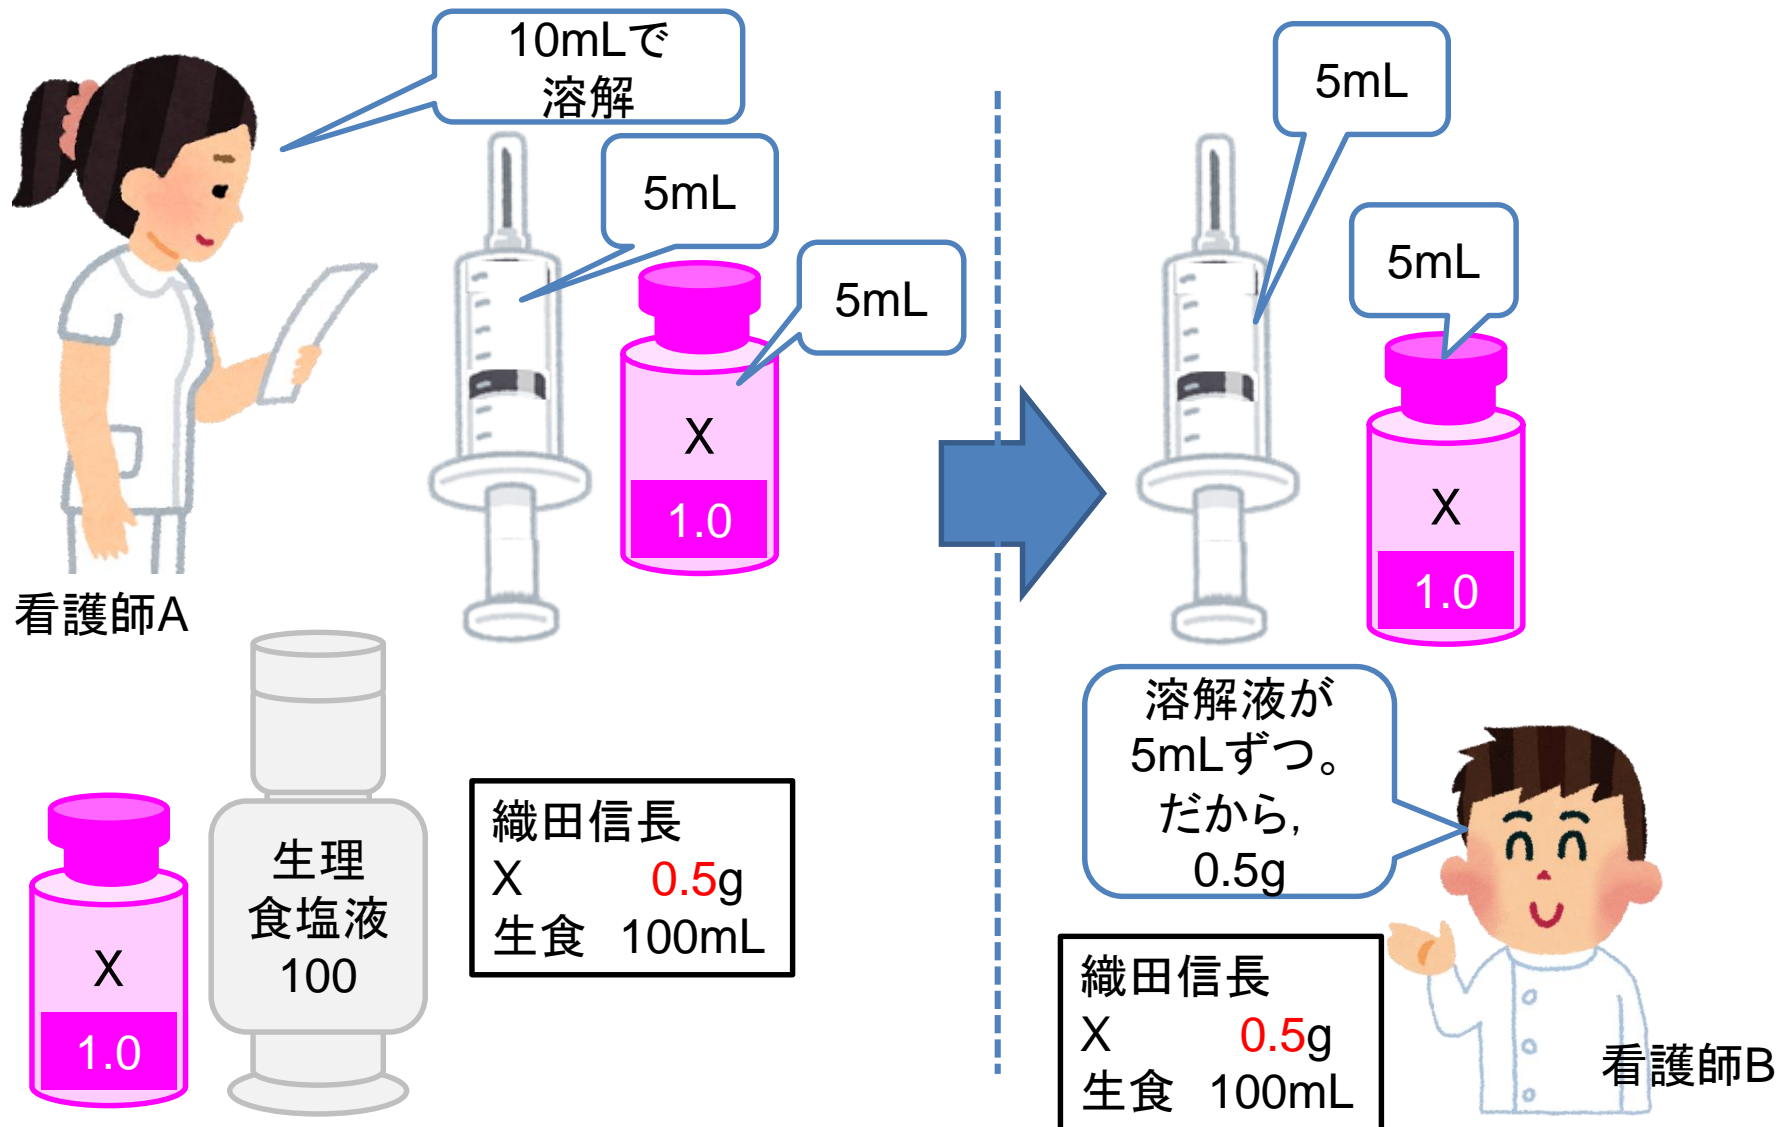 10mLで
溶解
5mL
5mL
X
1.0
看護師A
X
1.0
生理
食塩液
100
織田信長
X 0.5g
生食 100mL
5mL
5mL
X
1.0
溶解液が
5mLずつ。
だから,
0.5g
織田信長
X 0.5g
生食 100mL
看護師B